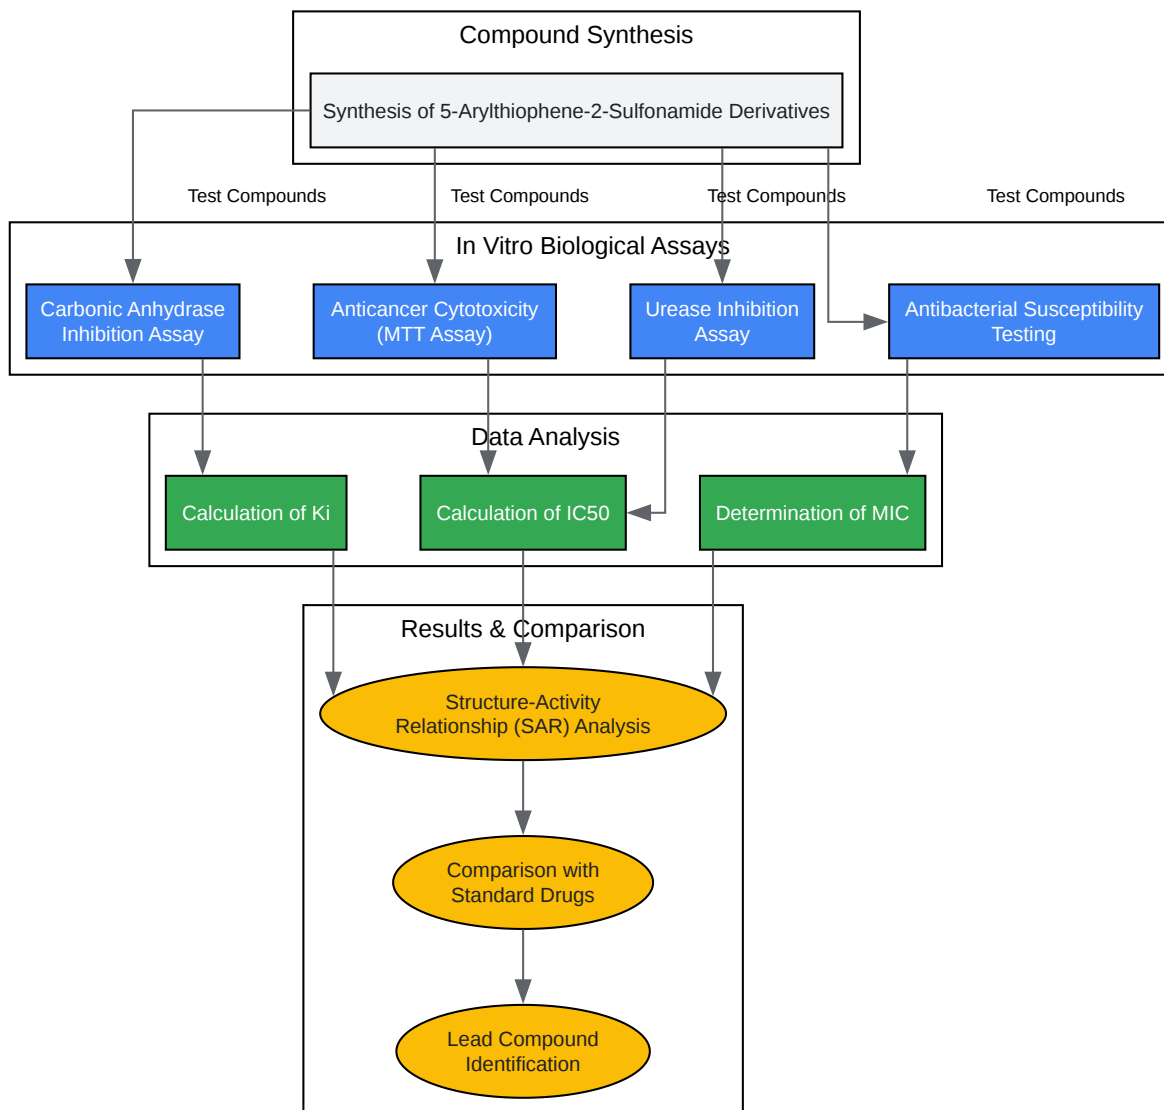 Compound Synthesis
Synthesis of 5-Arylthiophene-2-Sulfonamide Derivatives
Test Compounds
Test Compounds
Test Compounds
Test Compounds
In Vitro Biological Assays
Carbonic Anhydrase
Inhibition Assay
Anticancer Cytotoxicity
(MTT Assay)
Urease Inhibition
Assay
Antibacterial Susceptibility
Testing
Data Analysis
Calculation of Ki
Calculation of IC50
Determination of MIC
Results & Comparison
Structure-Activity
Relationship (SAR) Analysis
Comparison with
Standard Drugs
Lead Compound
Identification